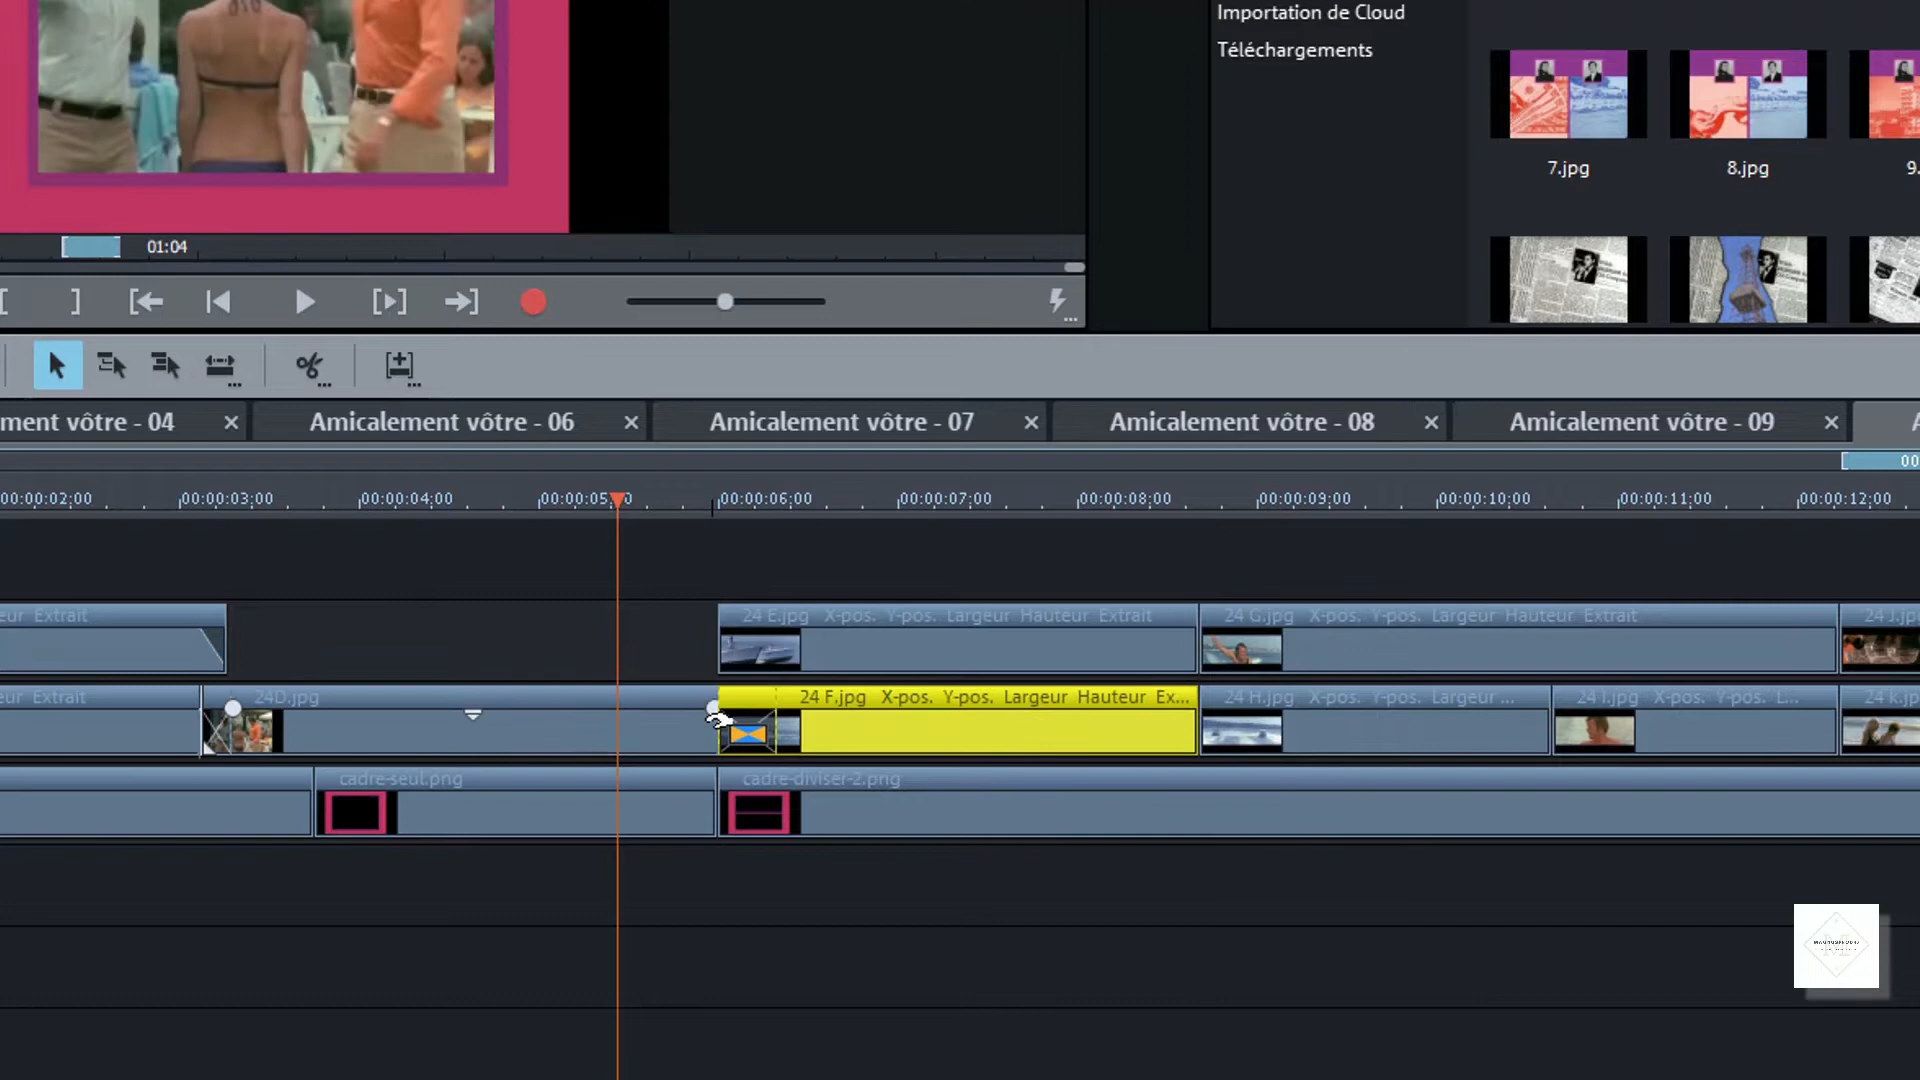 Importation de Cloud
Téléchargements
7.jpg
8.jpg
9.
01:04
ment vôtre - 04
Amicalement vôtre - 06
Amicalement vôtre - 07
Amicalement vôtre - 08
Amicalement vôtre - 09
A
00
00:00:02:00
00:00:03:00
00:00:04:00
00:00:05:00
00:00:06:00
00:00:07:00
00:00:08:00
00:00:09:00
00:00:10:00
00:00:11:00
00:00:12:00
eur Extrait
24 E.jpg X-pos. Y-pos. Largeur Hauteur Extrait
24 G.jpg X-pos. Y-pos. Largeur Hauteur Extrait
24 J.jp
eur Extrait
24D.jpg
24 F.jpg X-pos. Y-pos. Largeur Hauteur Ex...
24 H.jpg X-pos. Y-pos. Largeur ...
24 I.jpg X-pos. Y-pos. L...
24 k.jp
cadre-seul.png
cadre-diviser-2.png